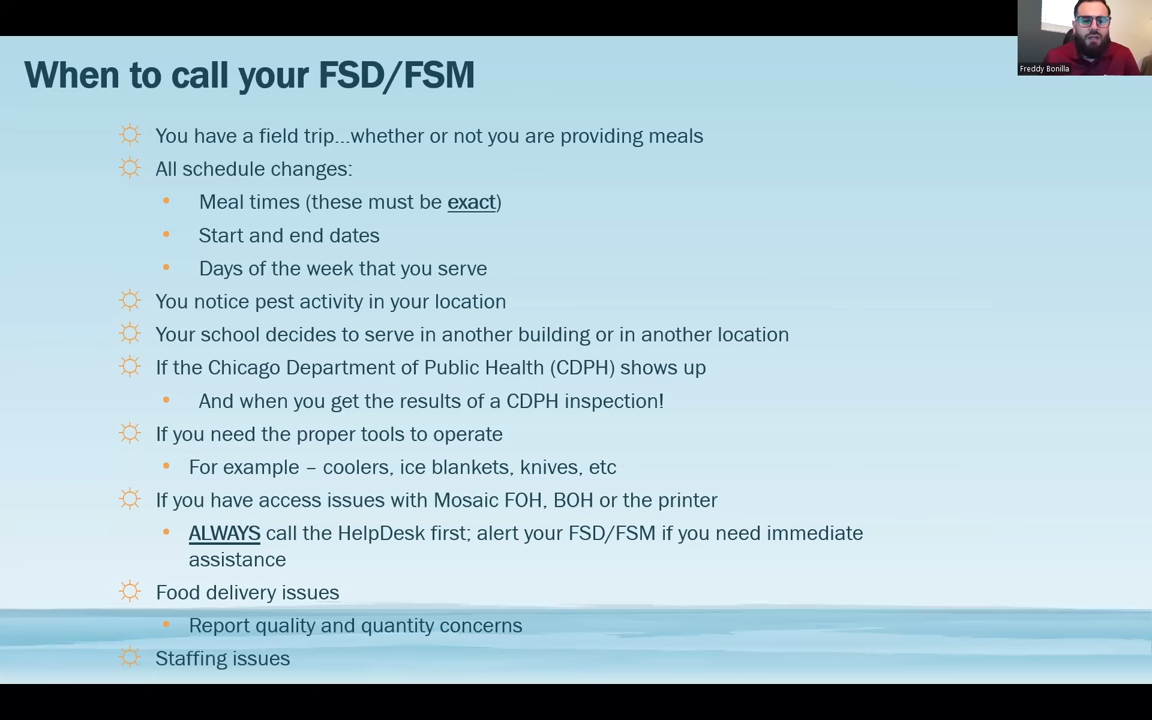 When to call your FSD/FSM
Freddy Bonilla
You have a field trip...whether or not you are providing meals
All schedule changes:
Meal times (these must be exact)
Start and end dates
Days of the week that you serve
You notice pest activity in your location
Your school decides to serve in another building or in another location
If the Chicago Department of Public Health (CDPH) shows up
And when you get the results of a CDPH inspection!
If you need the proper tools to operate
For example – coolers, ice blankets, knives, etc
If you have access issues with Mosaic FOH, BOH or the printer
ALWAYS call the HelpDesk first; alert your FSD/FSM if you need immediate
assistance
Food delivery issues
Report quality and quantity concerns
Staffing issues